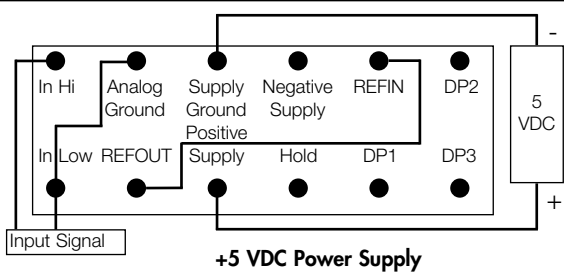 -
In Hi Analog Ground Supply Ground Negative Supply REFIN DP2
5 VDC
In Low REFOUT Positive Supply Hold DP1 DP3
+
Input Signal
+5 VDC Power Supply